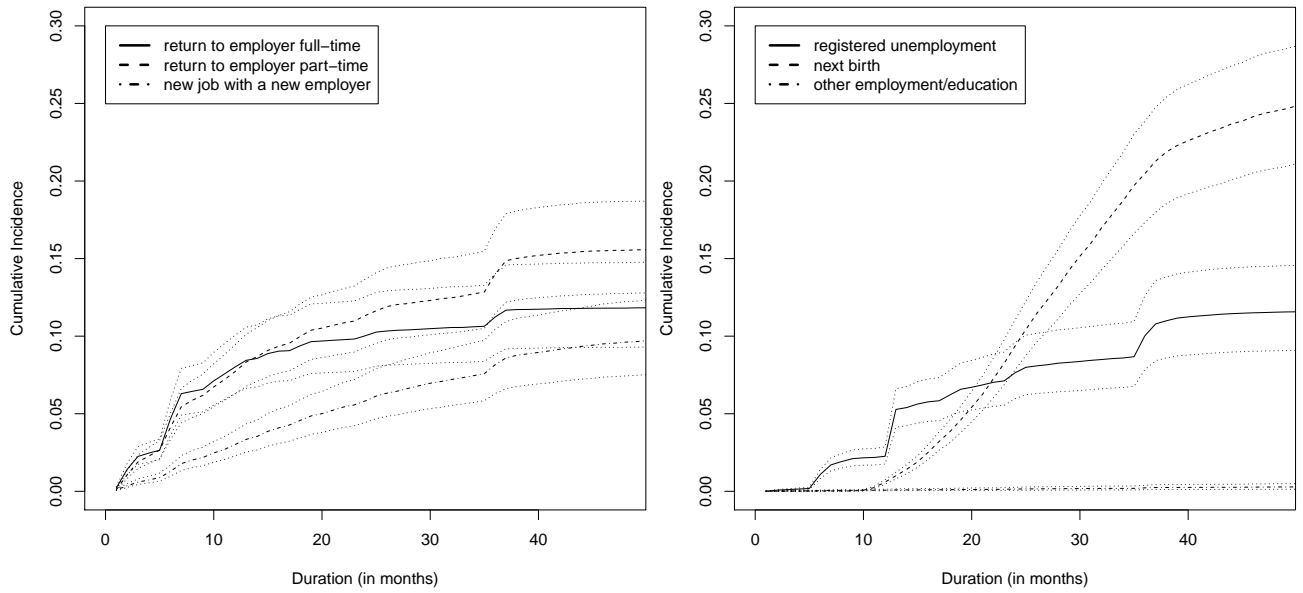 0.30
0.25
0.20
0.15
0.10
0.05
0.00
Cumulative Incidence
return to employer full−time
return to employer part−time
new job with a new employer
0 10 20 30 40
Duration (in months)
0.30
0.25
0.20
0.15
0.10
0.05
0.00
Cumulative Incidence
registered unemployment
next birth
other employment/education
0 10 20 30 40
Duration (in months)